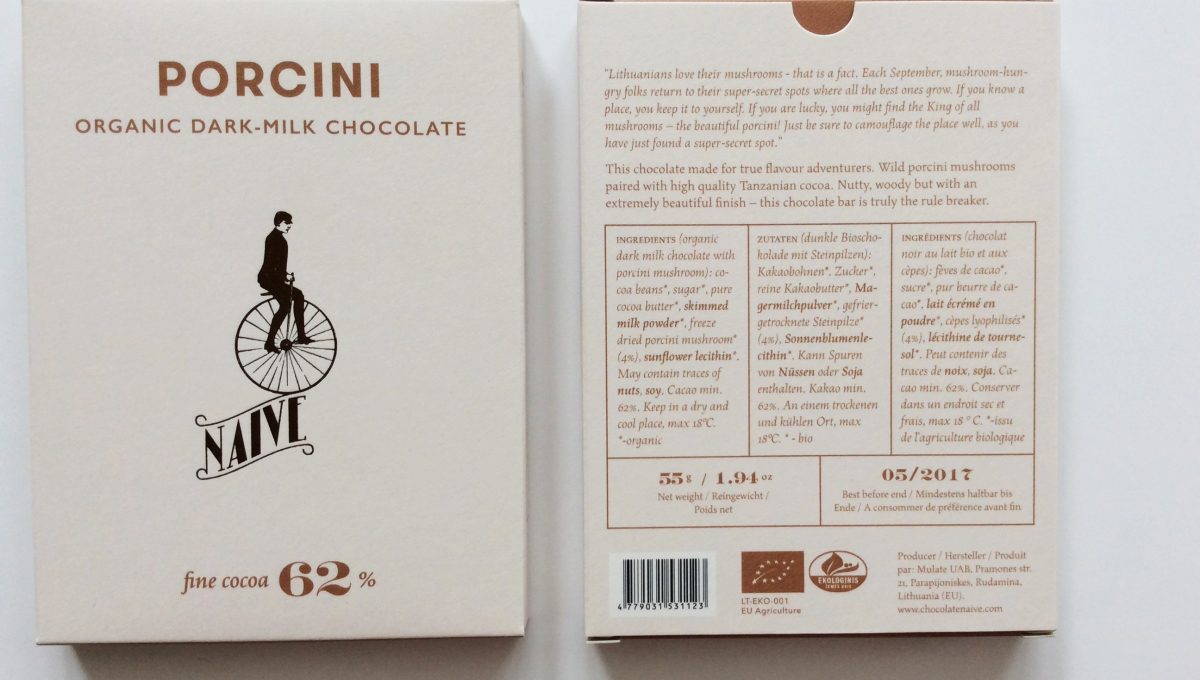 PORCINI
ORGANIC DARK-MILK CHOCOLATE
NAIVE
fine cocoa 62 %
"Lithuanians love their mushrooms - that is a fact. Each September, mushroom-hun-
gry folks return to their super-secret spots where all the best ones grow. If you know a
place, you keep it to yourself. If you are lucky, you might find the King of all
mushrooms – the beautiful porcini! Just be sure to camouflage the place well, as you
have just found a super-secret spot."
This chocolate made for true flavour adventurers. Wild porcini mushrooms
paired with high quality Tanzanian cocoa. Nutty, woody but with an
extremely beautiful finish – this chocolate bar is truly the rule breaker.
INGREDIENTS (organic
dark milk chocolate with
porcini mushroom): co-
coa beans*, sugar*, pure
cocoa butter*, skimmed
milk powder*, freeze
dried porcini mushroom*
(4%), sunflower lecithin*.
May contain traces of
nuts, soy. Cacao min.
62%. Keep in a dry and
cool place, max 18°C.
*-organic
ZUTATEN (dunkle Biosch­o-
kolade mit Steinpilzen):
Kakaobohnen*. Zucker*,
reine Kakaobutter*, Ma-
germilchpulver*, gefrier-
getrocknete Steinpilze*
(4%), Sonnenblumenle-
cithin*. Kann Spuren
von Nüssen oder Soja
enthalten. Kakao min.
62%. An einem trockenen
und kühlen Ort, max
18°C. * - bio
INGRÉDIENTS (chocolat
noir au lait bio et aux
cèpes): fèves de cacao*,
sucre*, pur beurre de ca-
cao*. lait écrémé en
poudre*, cèpes lyophilisés*
(4%), lécithine de tourne-
sol*. Peut contenir des
traces de noix, soja. Ca-
cao min. 62%. Conserver
dans un endroit sec et
frais, max 18 ° C. *-issu
de l'agriculture biologique
55 g / 1.94 oz
Net weight / Reingewicht /
Poids net
05/2017
Best before end / Mindestens haltbar bis
Ende / A consommer de préférence avant fin
4 779031 531123
LT-EKO-001
EU Agriculture
EKOLOGINIS
ŽEMĖS ŪKIS
Producer / Hersteller / Produit
par: Mulate UAB, Pramones str.
21, Parapijoniskes, Rudamina,
Lithuania (EU).
www.chocolatenaive.com